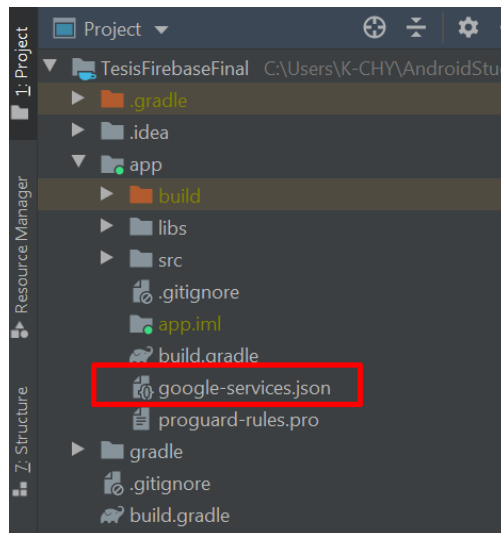 Project
TesisFirebaseFinal C:\Users\K-CHY\AndroidStu
.gradle
.idea
app
build
libs
src
.gitignore
app.iml
build.gradle
google-services.json
proguard-rules.pro
gradle
.gitignore
build.gradle
1: Project
Resource Manager
7: Structure